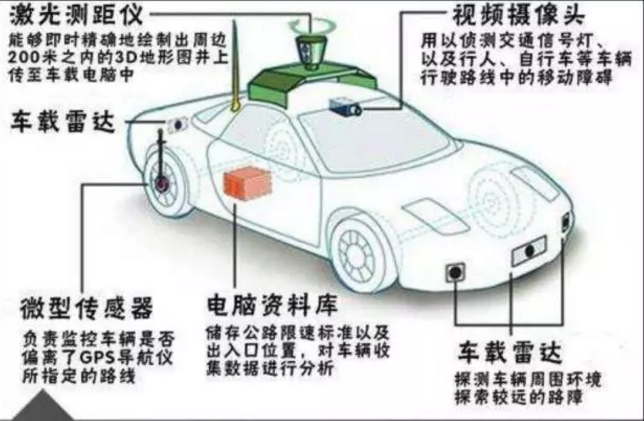 激光测距仪
能够即时精确地绘制出周边
200米之内的3D地形图并上
传至车载电脑中
视频摄像头
用以侦测交通信号灯、
以及行人、自行车等车辆
行驶路线中的移动障碍
车载雷达
微型传感器
负责监控车辆是否
偏离了GPS导航仪
所指定的路线
电脑资料库
储存公路限速标准以及
出入口位置，对车辆收
集数据进行分析
车载雷达
探测车辆周围环境
探索较远的路障